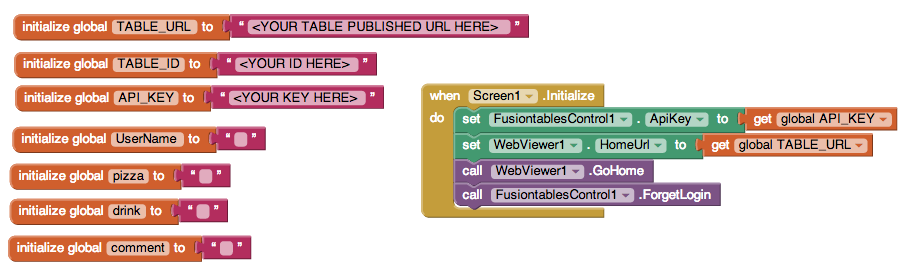 initialize global TABLE_URL to " <YOUR TABLE PUBLISHED URL HERE> "
initialize global TABLE_ID to " <YOUR ID HERE> "
initialize global API_KEY to " <YOUR KEY HERE> "
initialize global UserName to " "
initialize global pizza to " "
initialize global drink to " "
initialize global comment to " "
when Screen1 .Initialize
do set FusiontablesControl1 . ApiKey to get global API_KEY
set WebViewer1 . HomeUrl to get global TABLE_URL
call WebViewer1 .GoHome
call FusiontablesControl1 .ForgetLogin